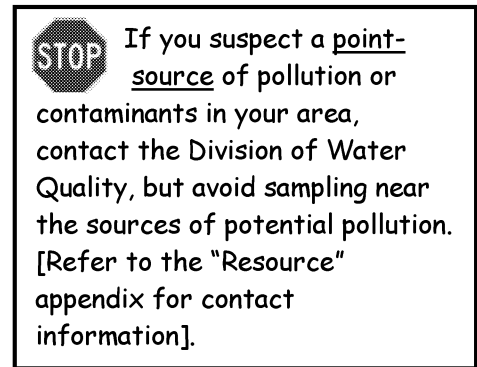 STOP If you suspect a point-
source of pollution or
contaminants in your area,
contact the Division of Water
Quality, but avoid sampling near
the sources of potential pollution.
[Refer to the “Resource”
appendix for contact
information].